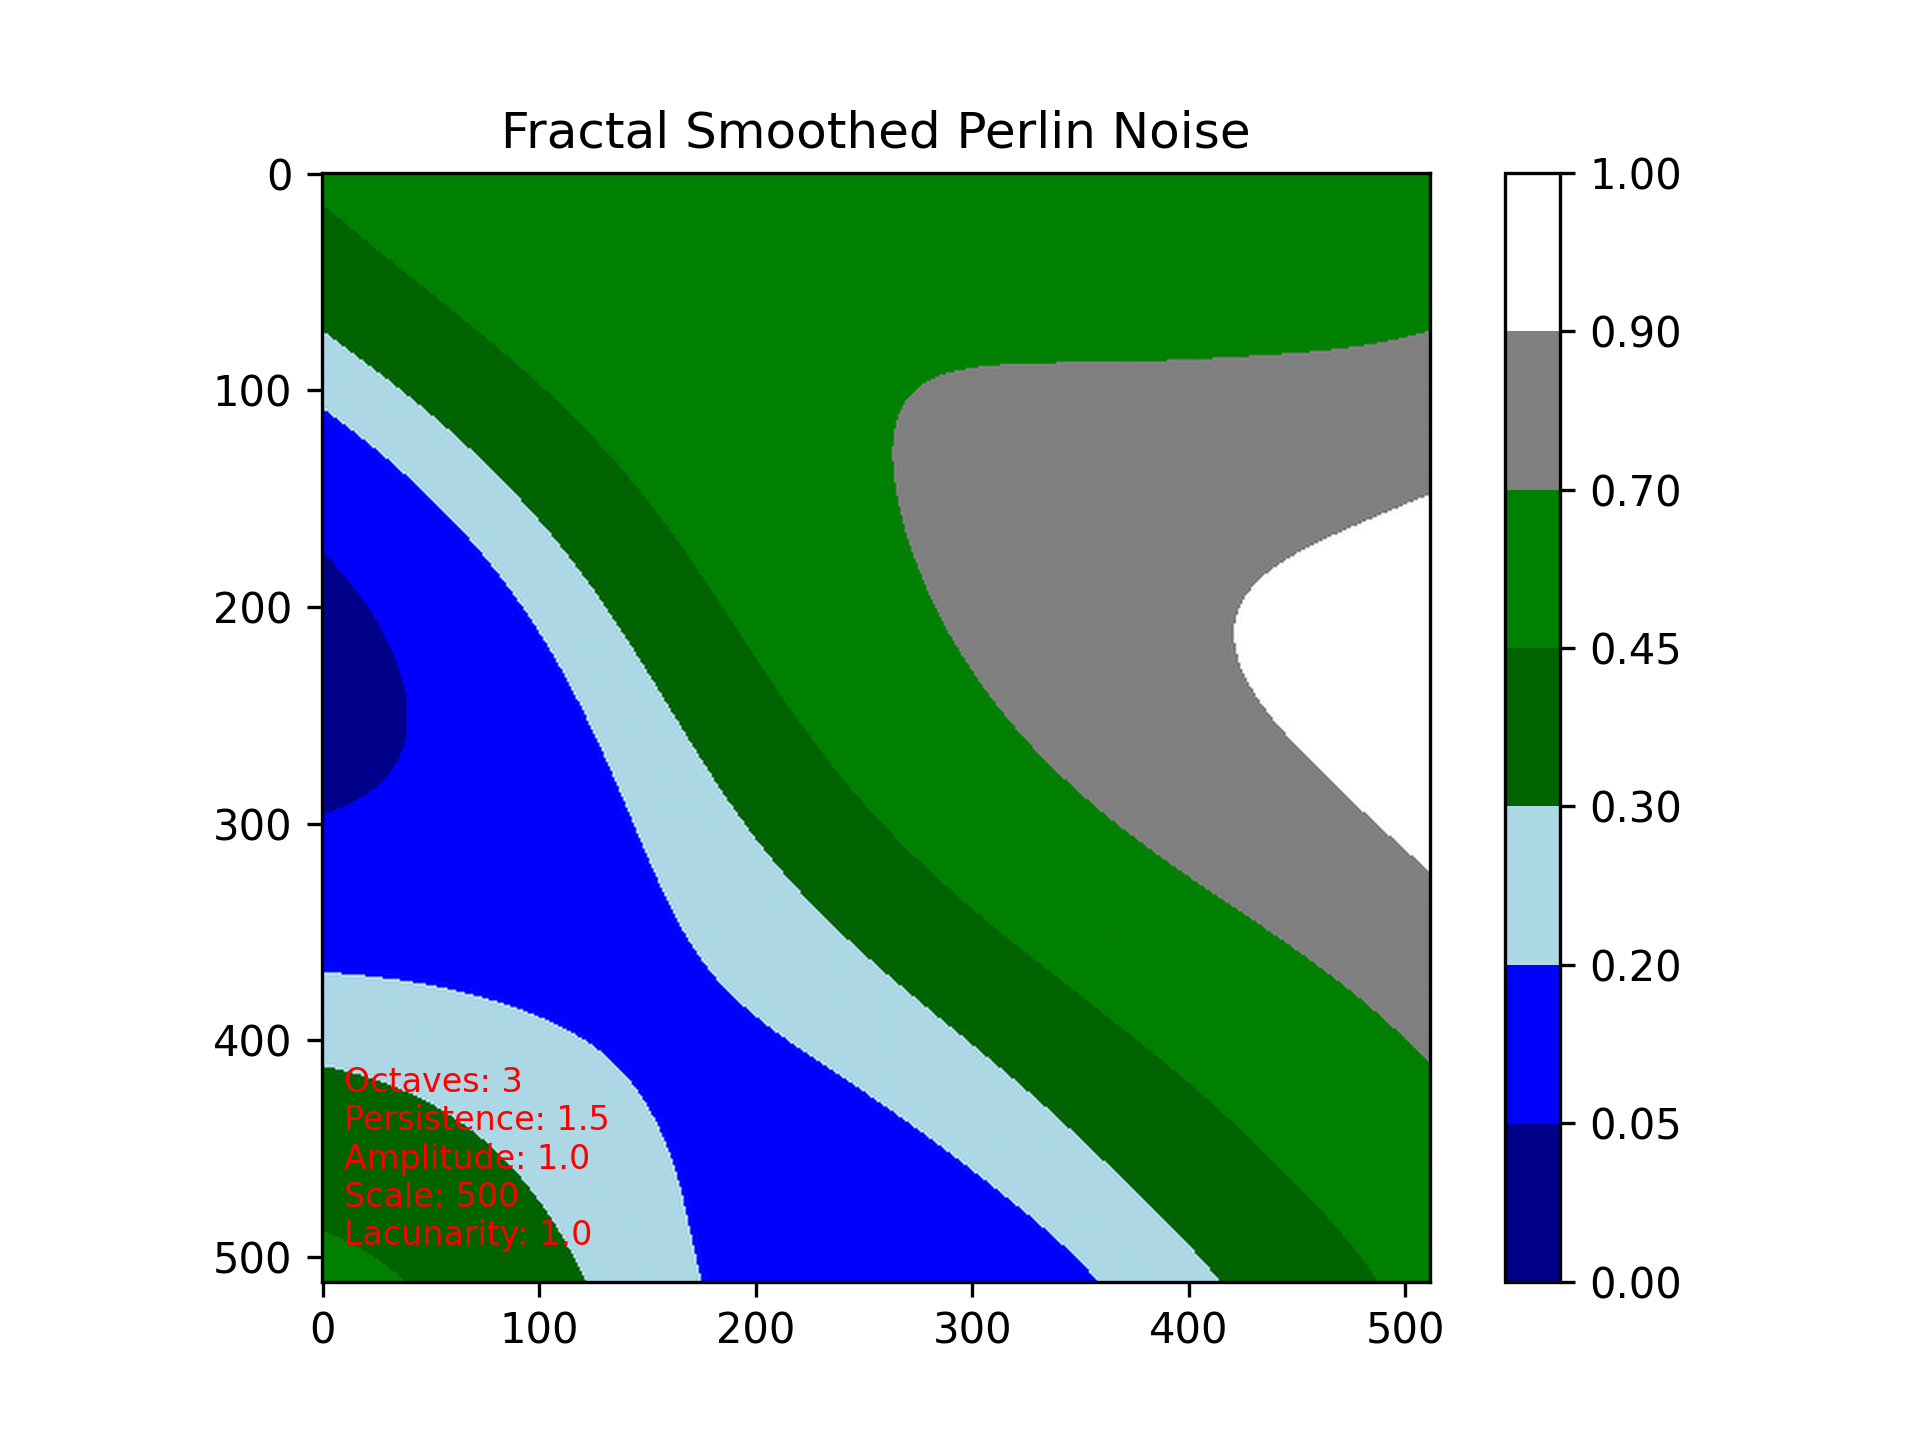 Fractal Smoothed Perlin Noise
0
100
200
300
400
500
Octaves: 3
Persistence: 1.5
Amplitude: 1.0
Scale: 500
Lacunarity: 1.0
0 100 200 300 400 500
1.00
0.90
0.70
0.45
0.30
0.20
0.05
0.00